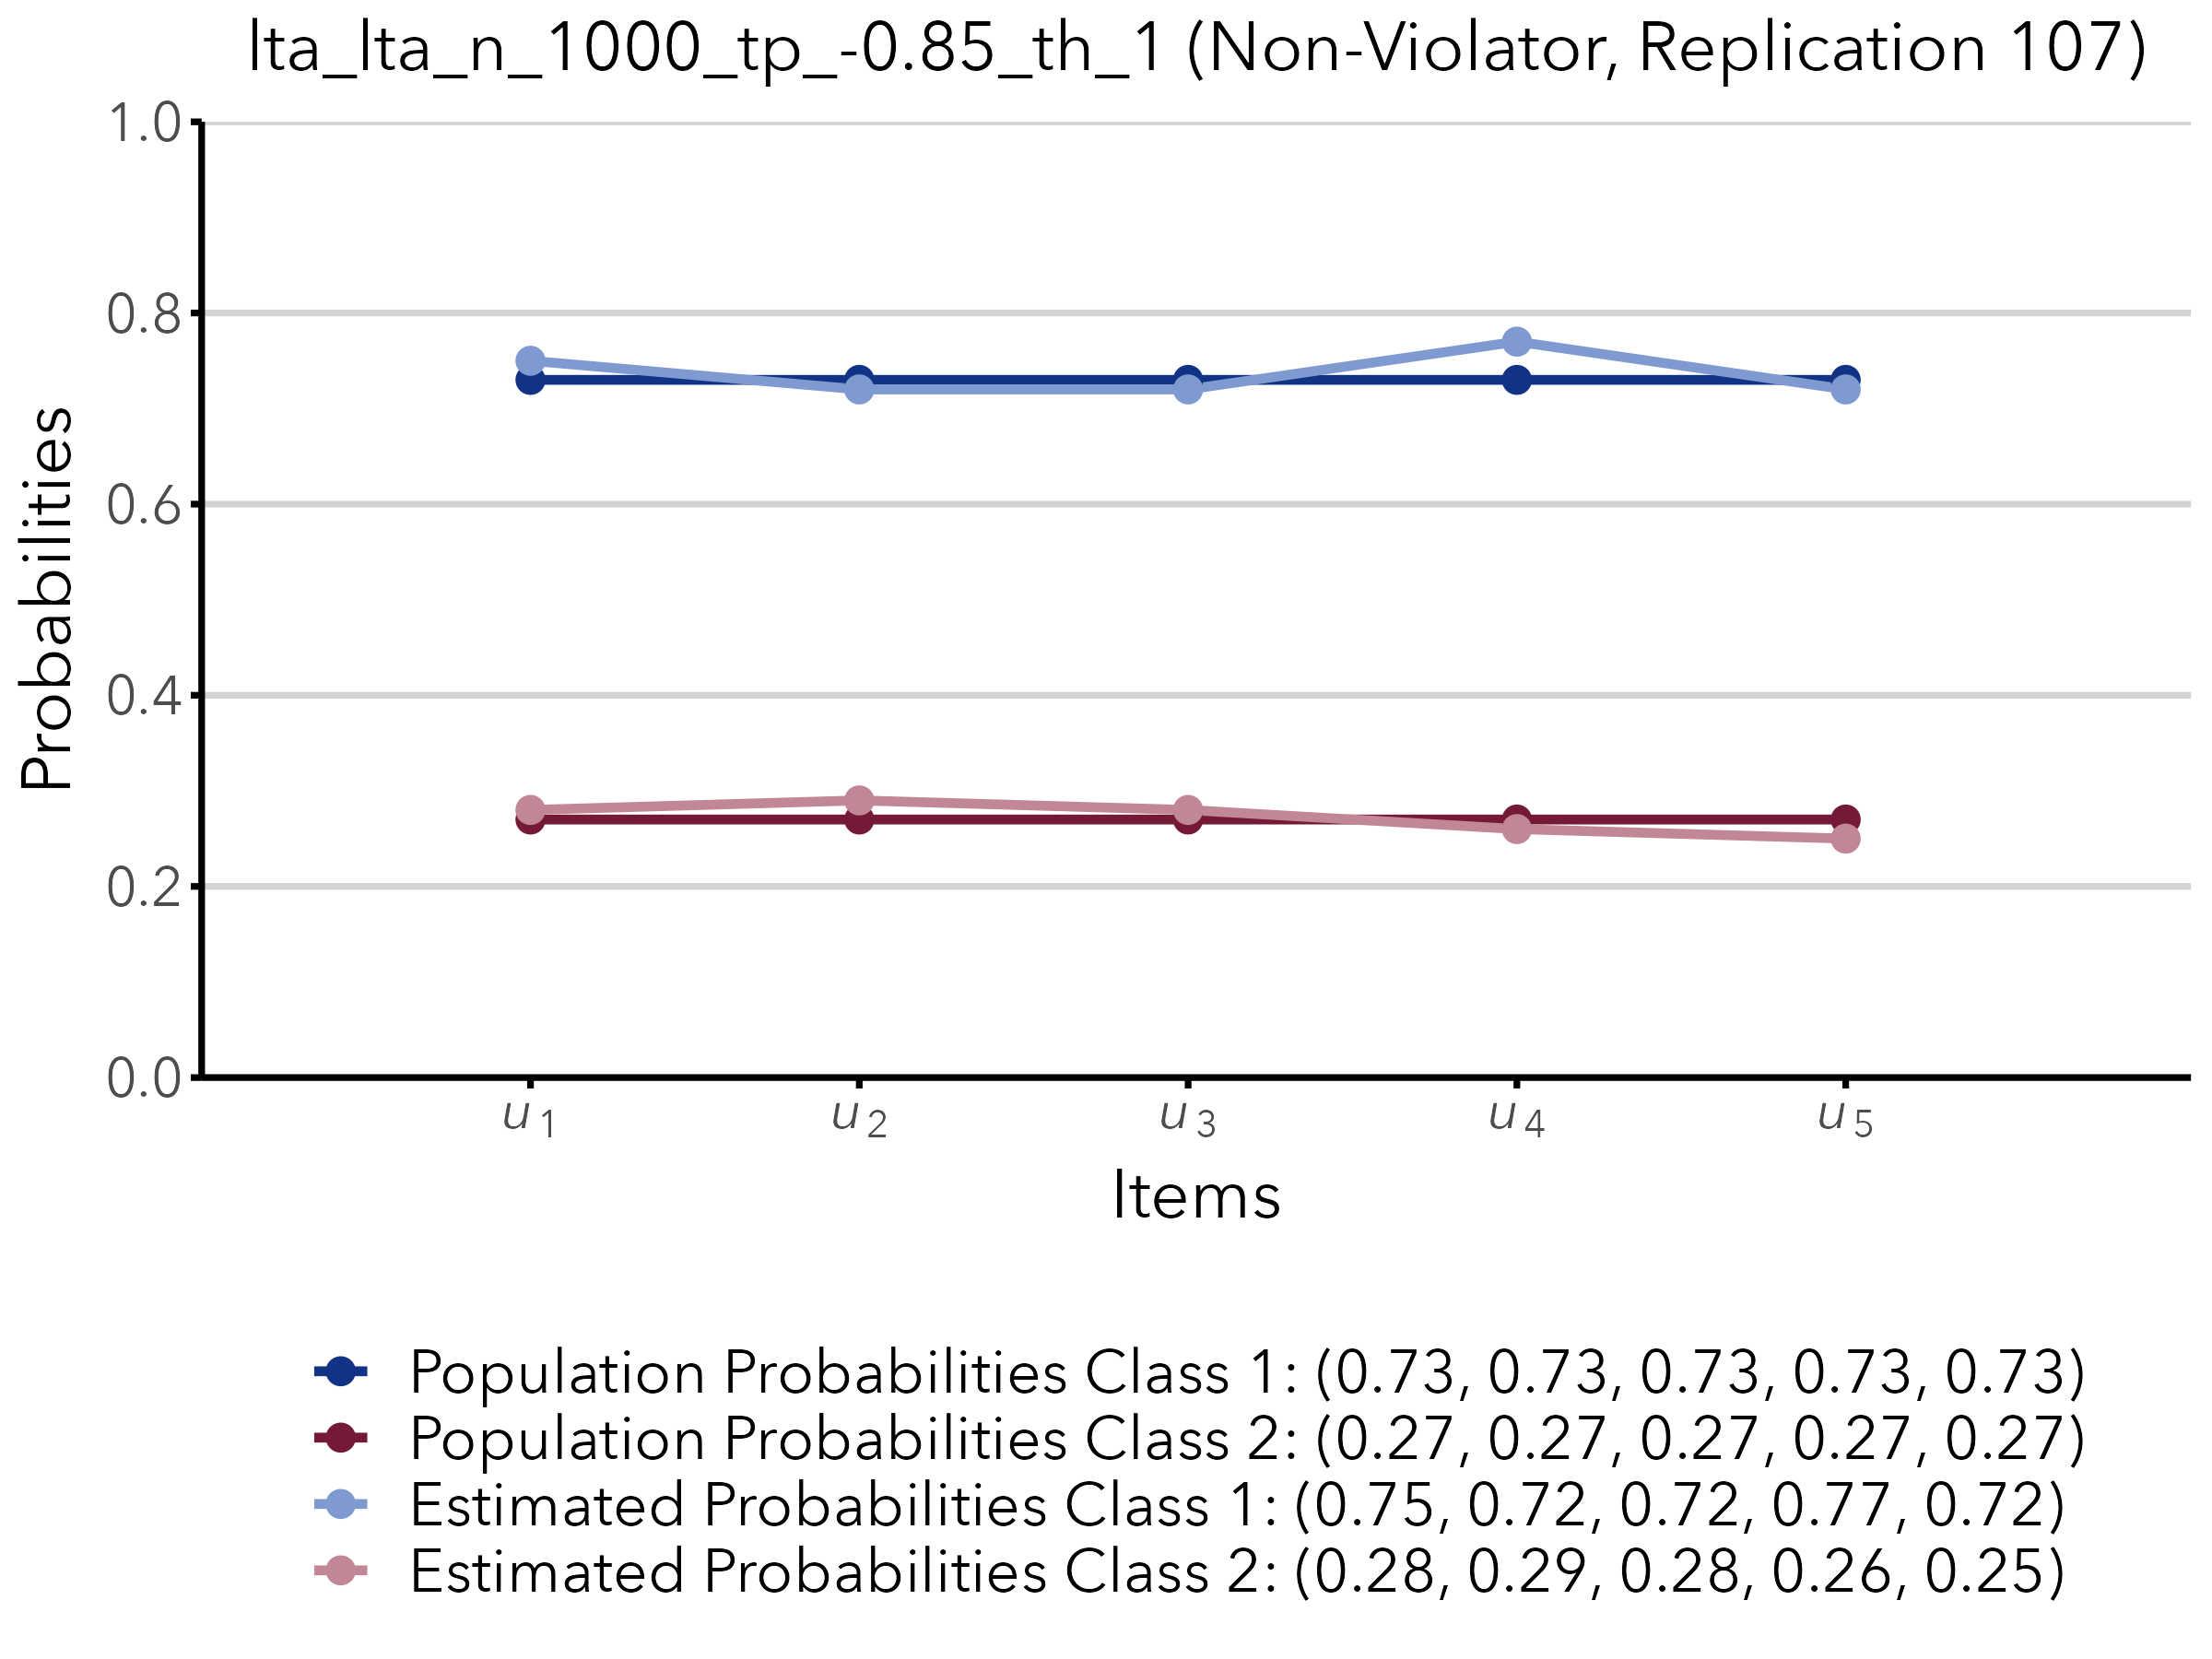 lta_lta_n_1000_tp_-0.85_th_1 (Non-Violator, Replication 107)
1.0
0.8
0.6
0.4
0.2
0.0
Probabilities
u1 u2 u3 u4 u5
Items
Population Probabilities Class 1: (0.73, 0.73, 0.73, 0.73, 0.73)
Population Probabilities Class 2: (0.27, 0.27, 0.27, 0.27, 0.27)
Estimated Probabilities Class 1: (0.75, 0.72, 0.72, 0.77, 0.72)
Estimated Probabilities Class 2: (0.28, 0.29, 0.28, 0.26, 0.25)